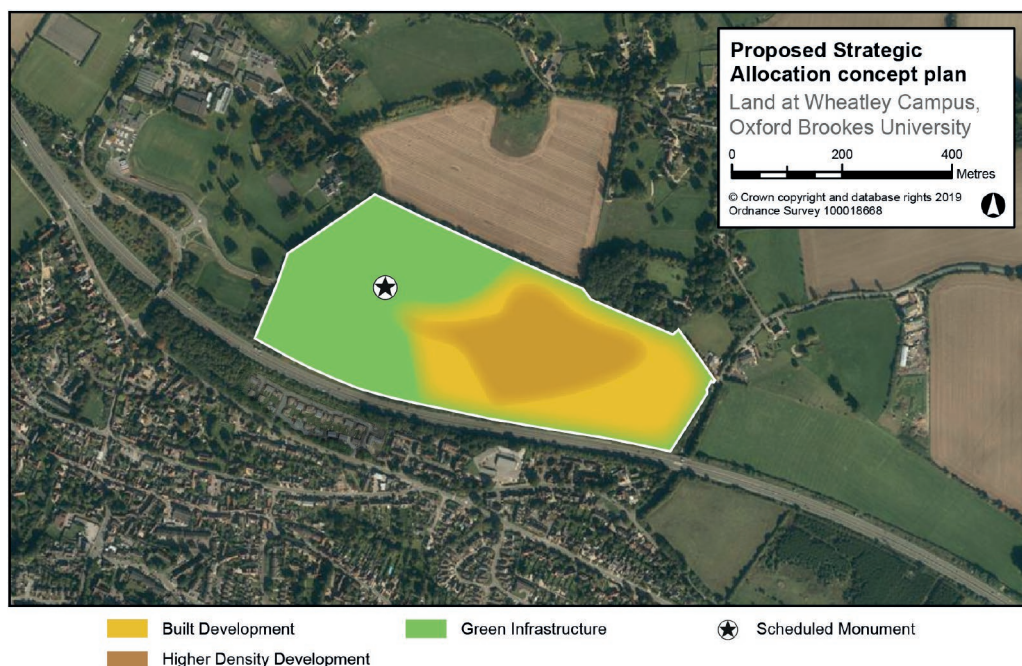 Proposed Strategic
Allocation concept plan
Land at Wheatley Campus,
Oxford Brookes University
0 200 400
Metres
© Crown copyright and database rights 2019
Ordnance Survey 100018668
Built Development
Green Infrastructure
Scheduled Monument
Higher Density Development